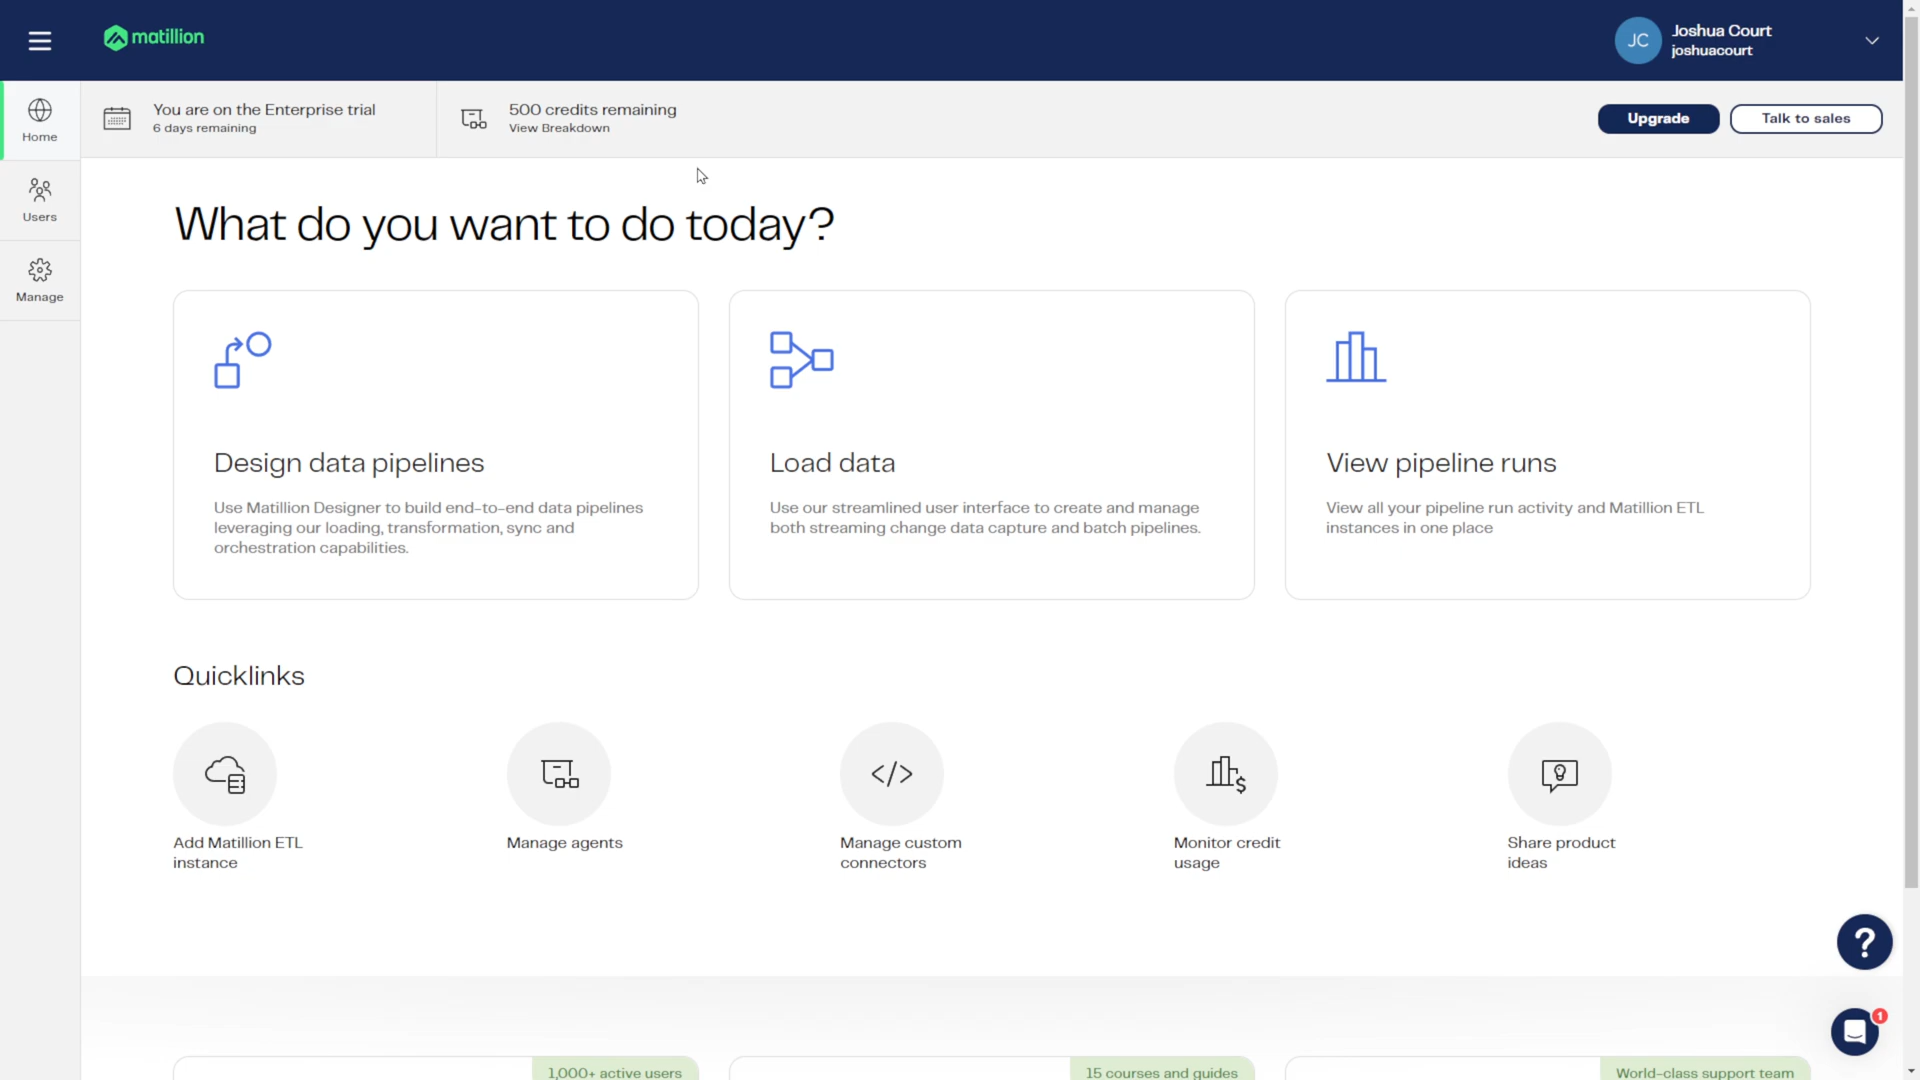 matillion
JC
Joshua Court
joshuacourt
Home
Users
Manage
You are on the Enterprise trial
6 days remaining
500 credits remaining
View Breakdown
Upgrade
Talk to sales
What do you want to do today?
Design data pipelines
Use Matillion Designer to build end-to-end data pipelines
leveraging our loading, transformation, sync and
orchestration capabilities.
Load data
Use our streamlined user interface to create and manage
both streaming change data capture and batch pipelines.
View pipeline runs
View all your pipeline run activity and Matillion ETL
instances in one place
Quicklinks
Add Matillion ETL
instance
Manage agents
Manage custom
connectors
Monitor credit
usage
Share product
ideas
?
1
1,000+ active users
15 courses and guides
World-class support team